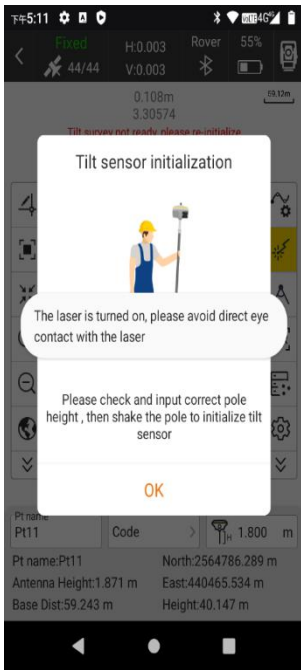 下午5:11
4G
Fixed
H:0.003
Rover
55%
44/44
V:0.003
0.108m
59.12m
3.30574
Tilt survey not ready, please re-initialize
Tilt sensor initialization
The laser is turned on, please avoid direct eye
contact with the laser
Please check and input correct pole
height , then shake the pole to initialize tilt
sensor
OK
Pt name
Pt11
Code
1.800
m
Pt name:Pt11
North:2564786.289 m
Antenna Height:1.871 m
East:440465.534 m
Base Dist:59.243 m
Height:40.147 m